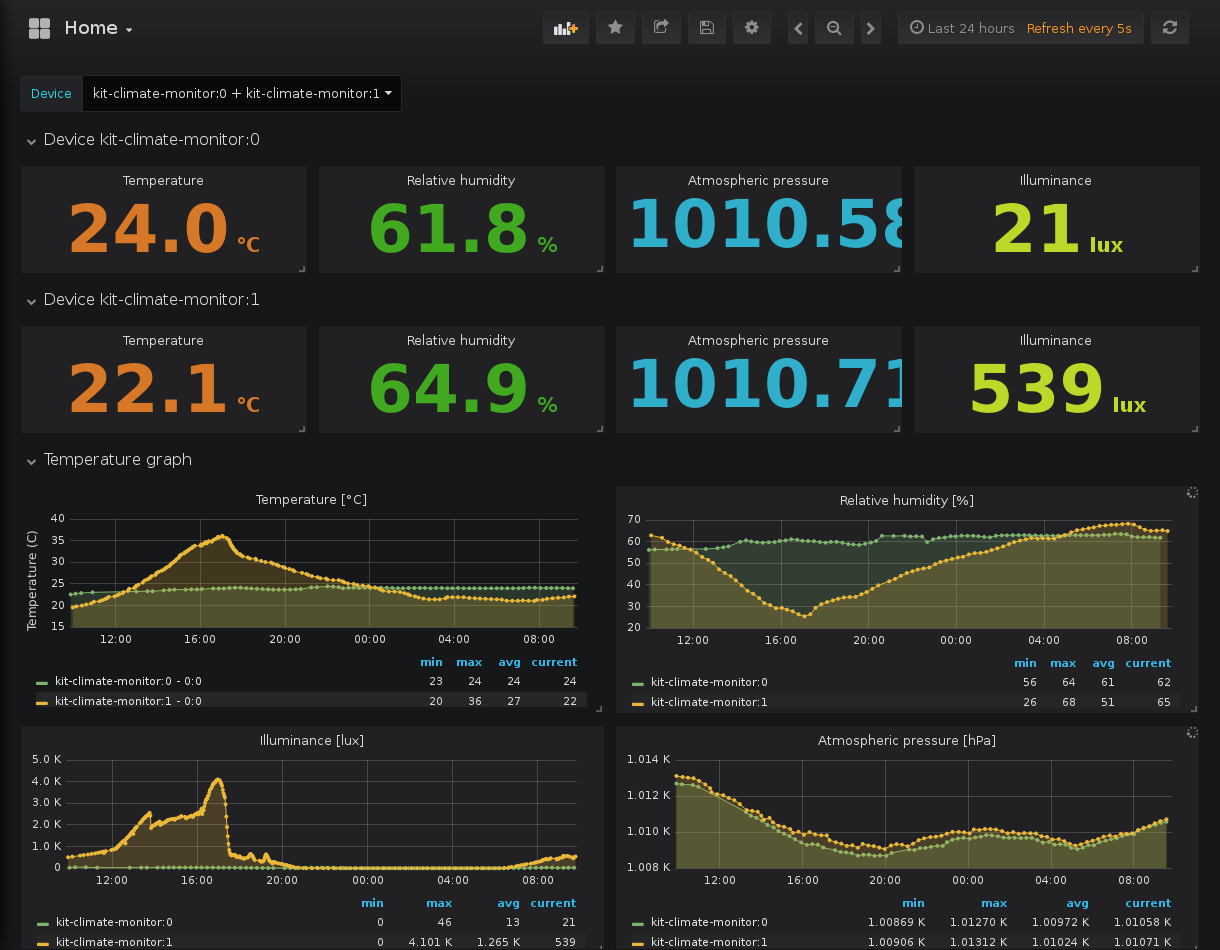 Home
Last 24 hours Refresh every 5s
Device kit-climate-monitor:0 + kit-climate-monitor:1
Device kit-climate-monitor:0
Temperature
24.0 °C
Relative humidity
61.8 %
Atmospheric pressure
1010.58
Illuminance
21 lux
Device kit-climate-monitor:1
Temperature
22.1 °C
Relative humidity
64.9 %
Atmospheric pressure
1010.71
Illuminance
539 lux
Temperature graph
Temperature [°C]
Temperature (C)
40
35
30
25
20
15
12:00 16:00 20:00 00:00 04:00 08:00
min max avg current
kit-climate-monitor:0 - 0:0 23 24 24 24
kit-climate-monitor:1 - 0:0 20 36 27 22
Relative humidity [%]
70
60
50
40
30
20
12:00 16:00 20:00 00:00 04:00 08:00
min max avg current
kit-climate-monitor:0 56 64 61 62
kit-climate-monitor:1 26 68 51 65
Illuminance [lux]
5.0 K
4.0 K
3.0 K
2.0 K
1.0 K
0
12:00 16:00 20:00 00:00 04:00 08:00
min max avg current
kit-climate-monitor:0 0 46 13 21
kit-climate-monitor:1 0 4.101 K 1.265 K 539
Atmospheric pressure [hPa]
1.014 K
1.012 K
1.010 K
1.008 K
12:00 16:00 20:00 00:00 04:00 08:00
min max avg current
kit-climate-monitor:0 1.00869 K 1.01270 K 1.00972 K 1.01058 K
kit-climate-monitor:1 1.00906 K 1.01312 K 1.01024 K 1.01071 K